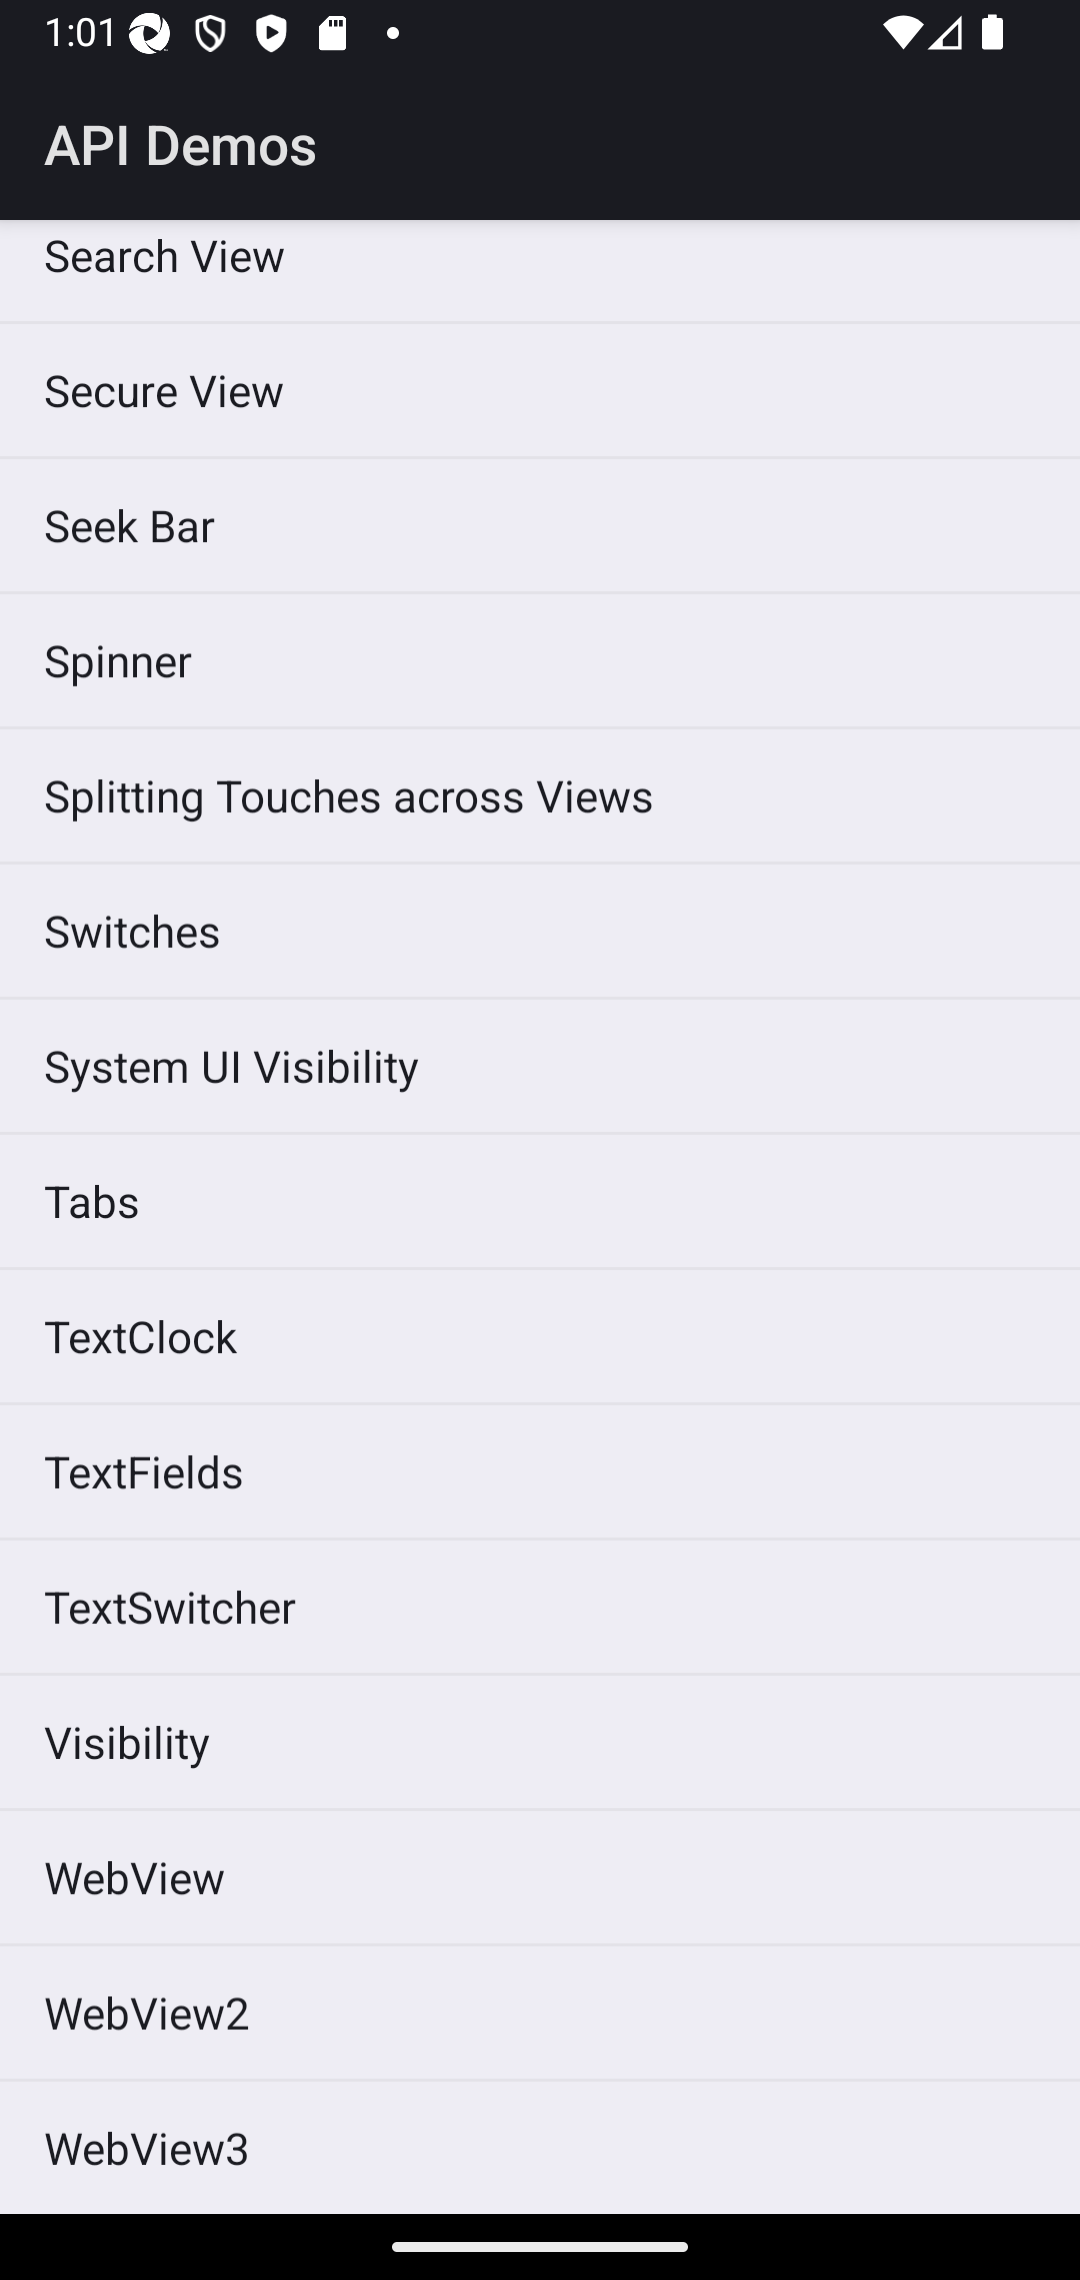 1:01
API Demos
Search View
Secure View
Seek Bar
Spinner
Splitting Touches across Views
Switches
System UI Visibility
Tabs
TextClock
TextFields
TextSwitcher
Visibility
WebView
WebView2
WebView3